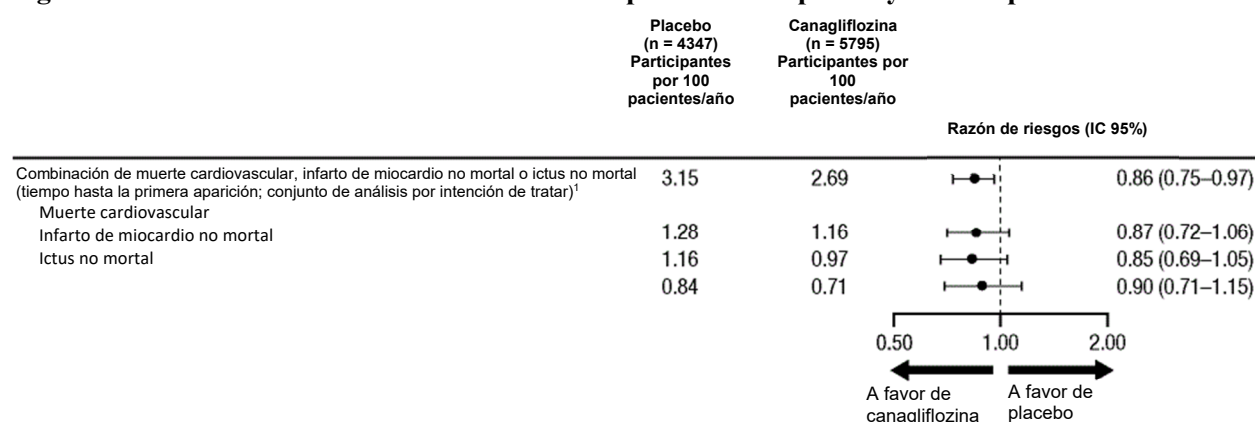 Placebo
(n = 4347)
Participantes
por 100
pacientes/año
Canagliflozina
(n = 5795)
Participantes por
100
pacientes/año
Razón de riesgos (IC 95%)
Combinación de muerte cardiovascular, infarto de miocardio no mortal o ictus no mortal 3.15 2.69 0.86 (0.75–0.97)
(tiempo hasta la primera aparición; conjunto de análisis por intención de tratar)¹
Muerte cardiovascular
Infarto de miocardio no mortal 1.28 1.16 0.87 (0.72–1.06)
Ictus no mortal 1.16 0.97 0.85 (0.69–1.05)
0.84 0.71 0.90 (0.71–1.15)
0.50 1.00 2.00
A favor de
canagliflozina
A favor de
placebo